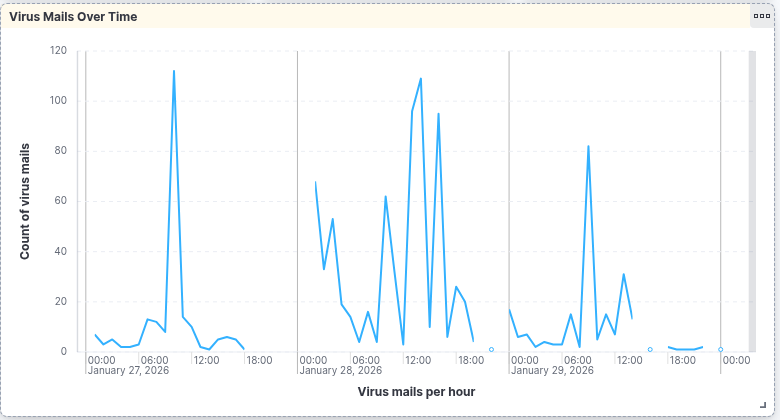 Virus Mails Over Time
120
100
80
60
40
20
0
Count of virus mails
00:00 06:00 12:00 18:00 00:00 06:00 12:00 18:00 00:00 06:00 12:00 18:00 00:00
January 27, 2026 January 28, 2026 January 29, 2026
Virus mails per hour